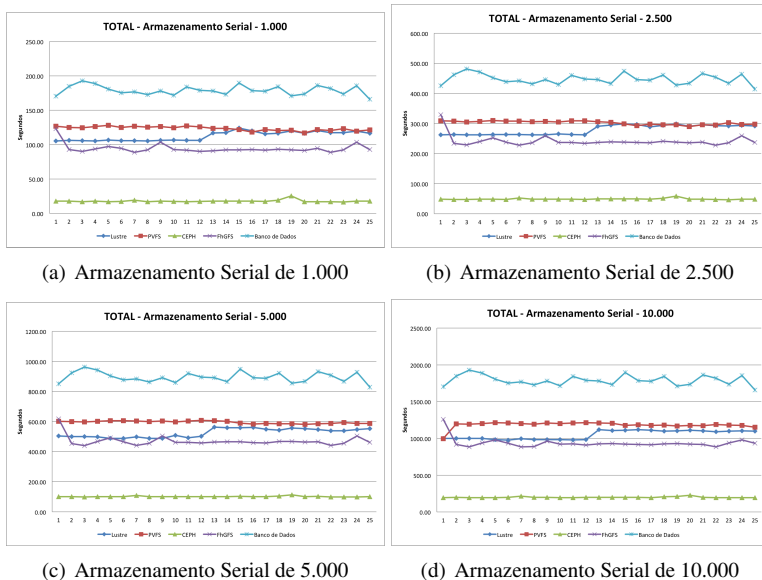 TOTAL - Armazenamento Serial - 1.000
Segundos
250.00
200.00
150.00
100.00
50.00
0.00
1 2 3 4 5 6 7 8 9 10 11 12 13 14 15 16 17 18 19 20 21 22 23 24 25
Lustre PVFS CEPH FhGFS Banco de Dados
(a) Armazenamento Serial de 1.000
TOTAL - Armazenamento Serial - 2.500
Segundos
600.00
500.00
400.00
300.00
200.00
100.00
0.00
1 2 3 4 5 6 7 8 9 10 11 12 13 14 15 16 17 18 19 20 21 22 23 24 25
Lustre PVFS CEPH FhGFS Banco de Dados
(b) Armazenamento Serial de 2.500
TOTAL - Armazenamento Serial - 5.000
Segundos
1200.00
1000.00
800.00
600.00
400.00
200.00
0.00
1 2 3 4 5 6 7 8 9 10 11 12 13 14 15 16 17 18 19 20 21 22 23 24 25
Lustre PVFS CEPH FhGFS Banco de Dados
(c) Armazenamento Serial de 5.000
TOTAL - Armazenamento Serial - 10.000
Segundos
2500.00
2000.00
1500.00
1000.00
500.00
0.00
1 2 3 4 5 6 7 8 9 10 11 12 13 14 15 16 17 18 19 20 21 22 23 24 25
Lustre PVFS CEPH FhGFS Banco de Dados
(d) Armazenamento Serial de 10.000